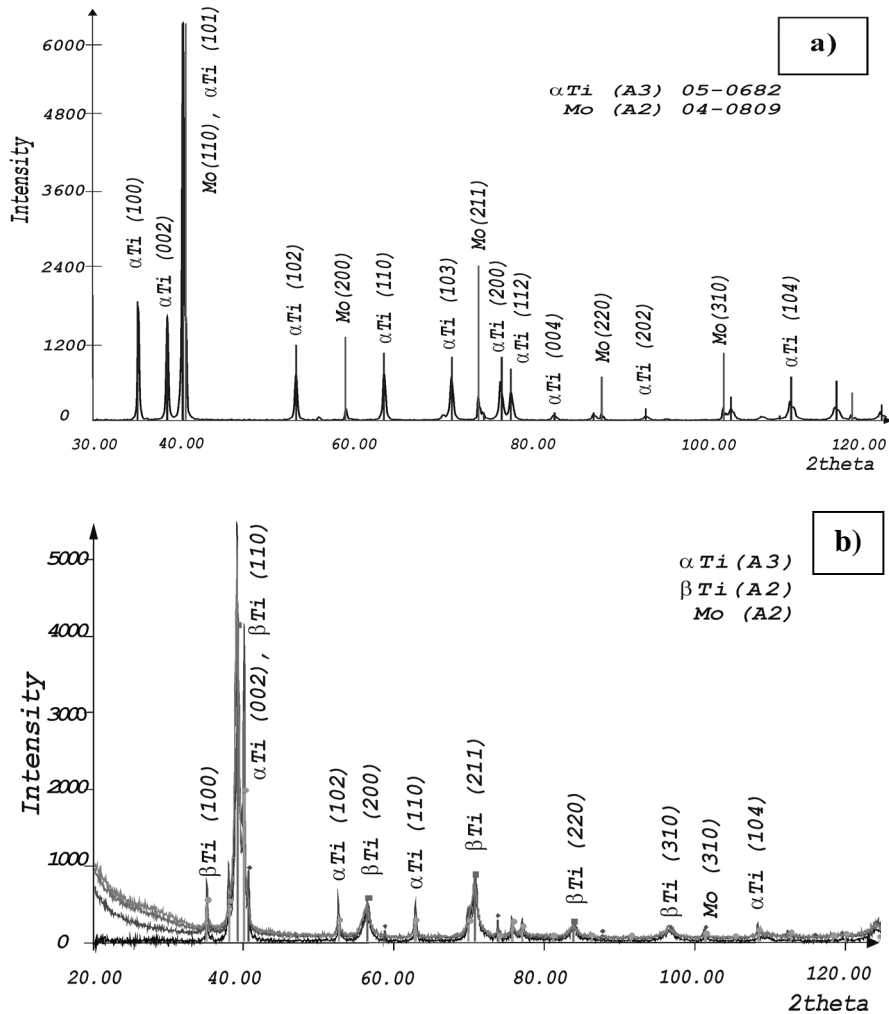 a)
αTi (A3) 05-0682
Mo (A2) 04-0809
Intensity
6000
4800
3600
2400
1200
0
αTi (100)
αTi (002)
Mo(110), αTi (101)
αTi (102)
Mo(200)
αTi (110)
αTi (103)
Mo(211)
αTi (200)
αTi (112)
αTi (004)
Mo(220)
αTi (202)
Mo(310)
αTi (104)
30.00 40.00 60.00 80.00 100.00 120.00
2theta
b)
αTi(A3)
βTi(A2)
Mo (A2)
Intensity
5000
4000
3000
2000
1000
0
βTi (100)
αTi (002), βTi (110)
αTi (102)
βTi (200)
αTi (110)
βTi (211)
βTi (220)
βTi (310)
Mo (310)
αTi (104)
20.00 40.00 60.00 80.00 100.00 120.00
2theta